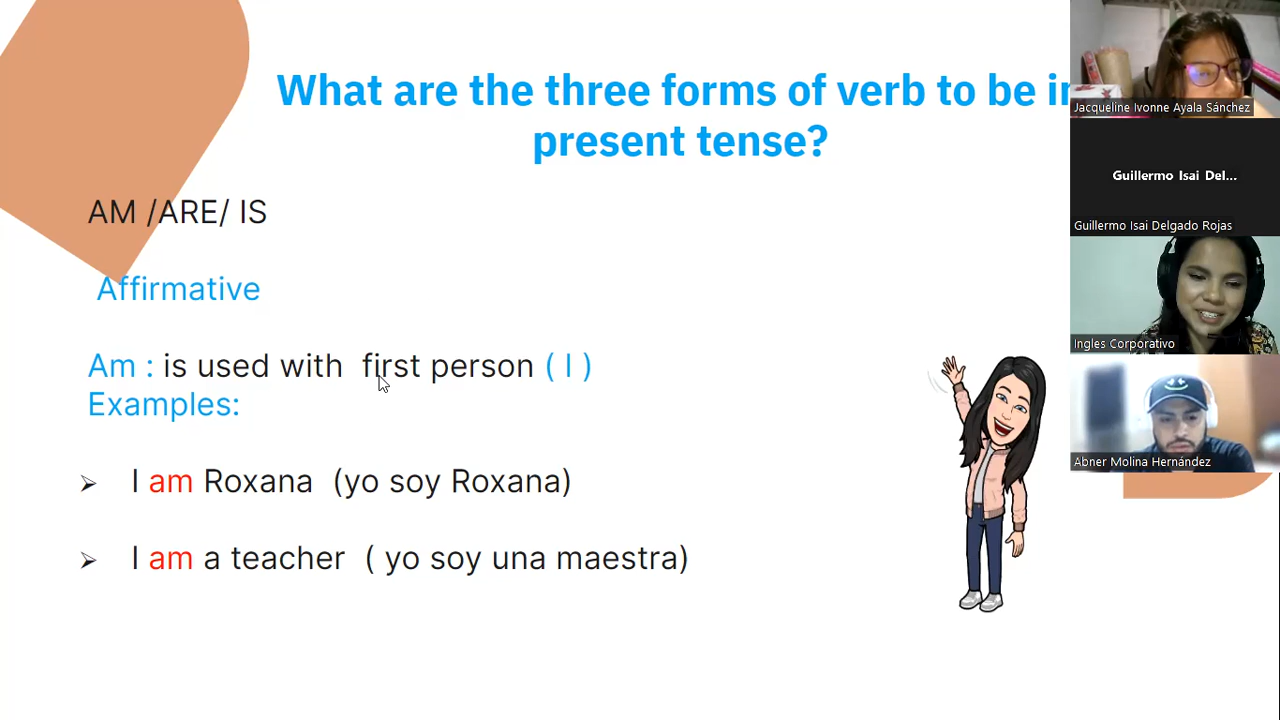 What are the three forms of verb to be in
present tense?
AM /ARE/ IS
Affirmative
Am : is used with first person ( I )
Examples:
➢ I am Roxana (yo soy Roxana)
➢ I am a teacher ( yo soy una maestra)
Jacqueline Ivonne Ayala Sánchez
Guillermo Isai Del...
Guillermo Isai Delgado Rojas
Ingles Corporativo
Abner Molina Hernández